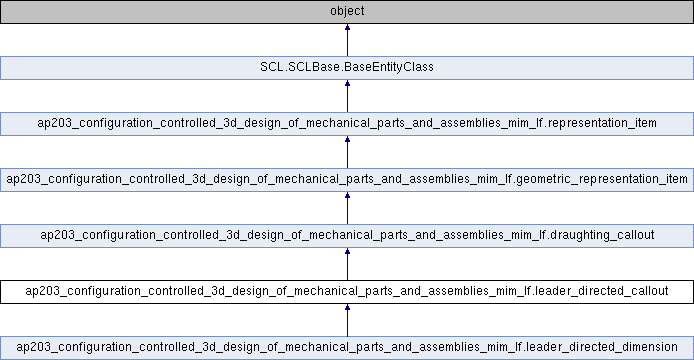 object
SCL.SCLBase.BaseEntityClass
ap203_configuration_controlled_3d_design_of_mechanical_parts_and_assemblies_mim_lf.representation_item
ap203_configuration_controlled_3d_design_of_mechanical_parts_and_assemblies_mim_lf.geometric_representation_item
ap203_configuration_controlled_3d_design_of_mechanical_parts_and_assemblies_mim_lf.draughting_callout
ap203_configuration_controlled_3d_design_of_mechanical_parts_and_assemblies_mim_lf.leader_directed_callout
ap203_configuration_controlled_3d_design_of_mechanical_parts_and_assemblies_mim_lf.leader_directed_dimension